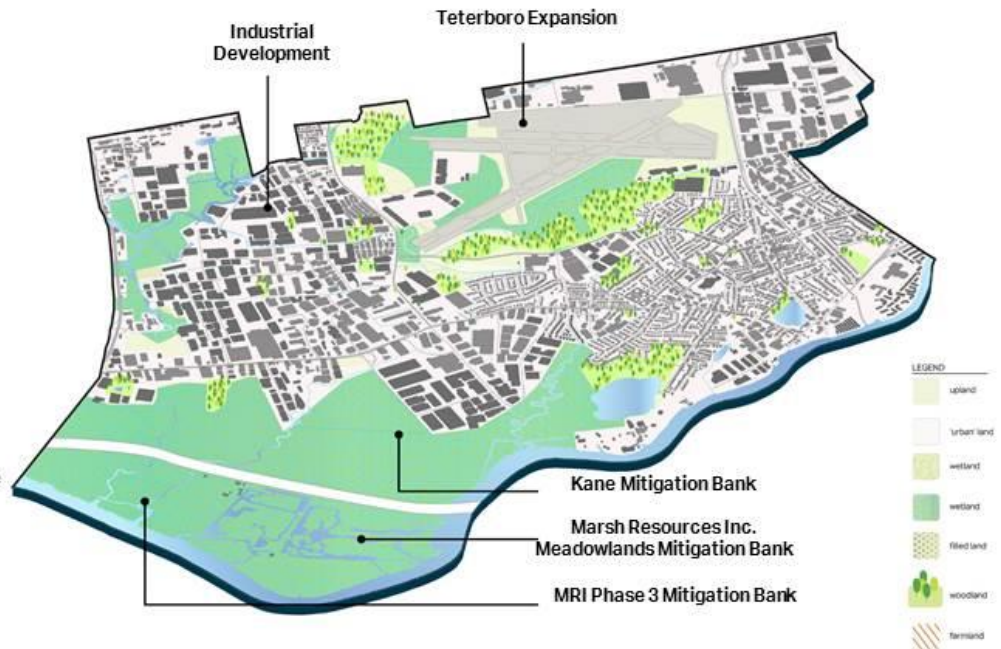 Teterboro Expansion
Industrial
Development
Kane Mitigation Bank
Marsh Resources Inc.
Meadowlands Mitigation Bank
MRI Phase 3 Mitigation Bank
LEGEND
upland
'urban' land
wetland
wetland
filled land
woodland
farmland